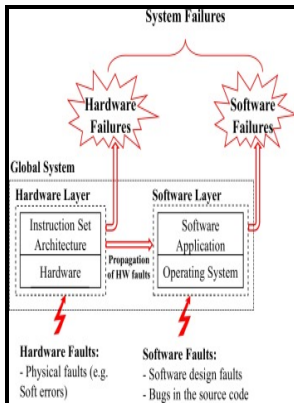 System Failures
Hardware
Failures
Software
Failures
Global System
Hardware Layer
Instruction Set
Architecture
Hardware
Propagation
of HW faults
Software Layer
Software
Application
Operating System
Hardware Faults:
- Physical faults (e.g.
Soft errors)
Software Faults:
- Software design faults
- Bugs in the source code